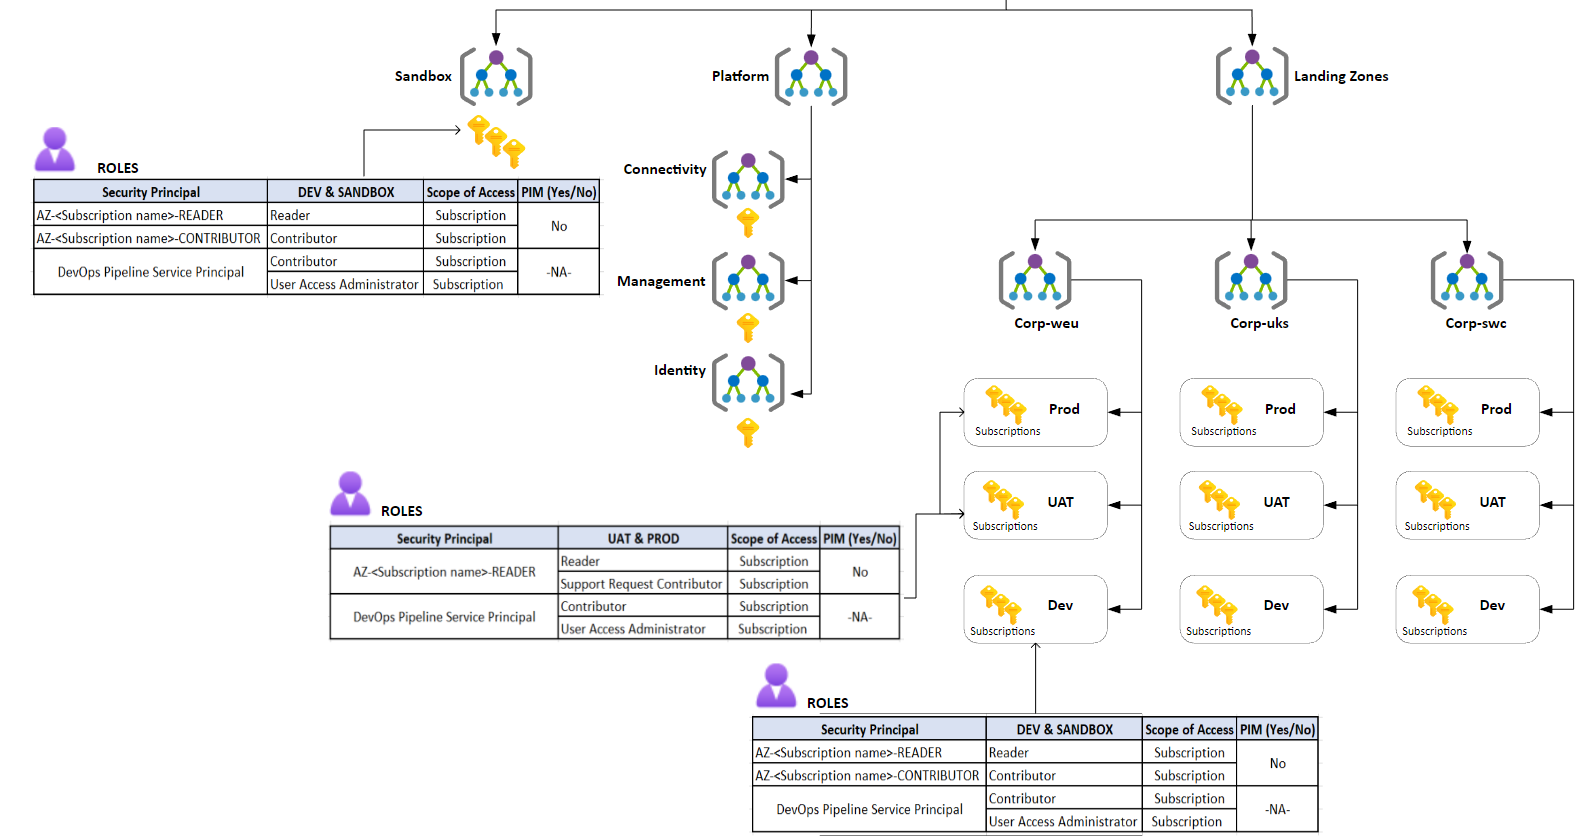 Sandbox
Platform
Landing Zones
ROLES
Security Principal DEV & SANDBOX Scope of Access PIM (Yes/No)
AZ-<Subscription name>-READER Reader Subscription No
AZ-<Subscription name>-CONTRIBUTOR Contributor Subscription
DevOps Pipeline Service Principal Contributor Subscription -NA-
User Access Administrator Subscription
Connectivity
Management
Identity
Corp-weu
Corp-uks
Corp-swc
Prod
Subscriptions
Prod
Subscriptions
Prod
Subscriptions
UAT
Subscriptions
UAT
Subscriptions
UAT
Subscriptions
Dev
Subscriptions
Dev
Subscriptions
Dev
Subscriptions
ROLES
Security Principal UAT & PROD Scope of Access PIM (Yes/No)
AZ-<Subscription name>-READER Reader Subscription No
Support Request Contributor Subscription
DevOps Pipeline Service Principal Contributor Subscription -NA-
User Access Administrator Subscription
ROLES
Security Principal DEV & SANDBOX Scope of Access PIM (Yes/No)
AZ-<Subscription name>-READER Reader Subscription No
AZ-<Subscription name>-CONTRIBUTOR Contributor Subscription
DevOps Pipeline Service Principal Contributor Subscription -NA-
User Access Administrator Subscription